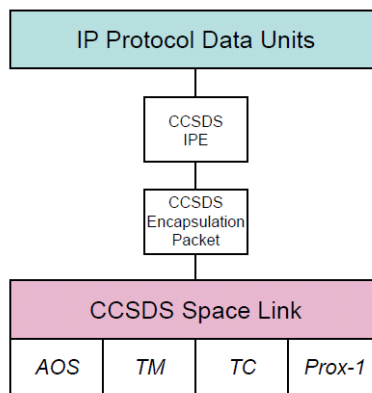 IP Protocol Data Units
CCSDS
IPE
CCSDS
Encapsulation
Packet
CCSDS Space Link
AOS TM TC Prox-1